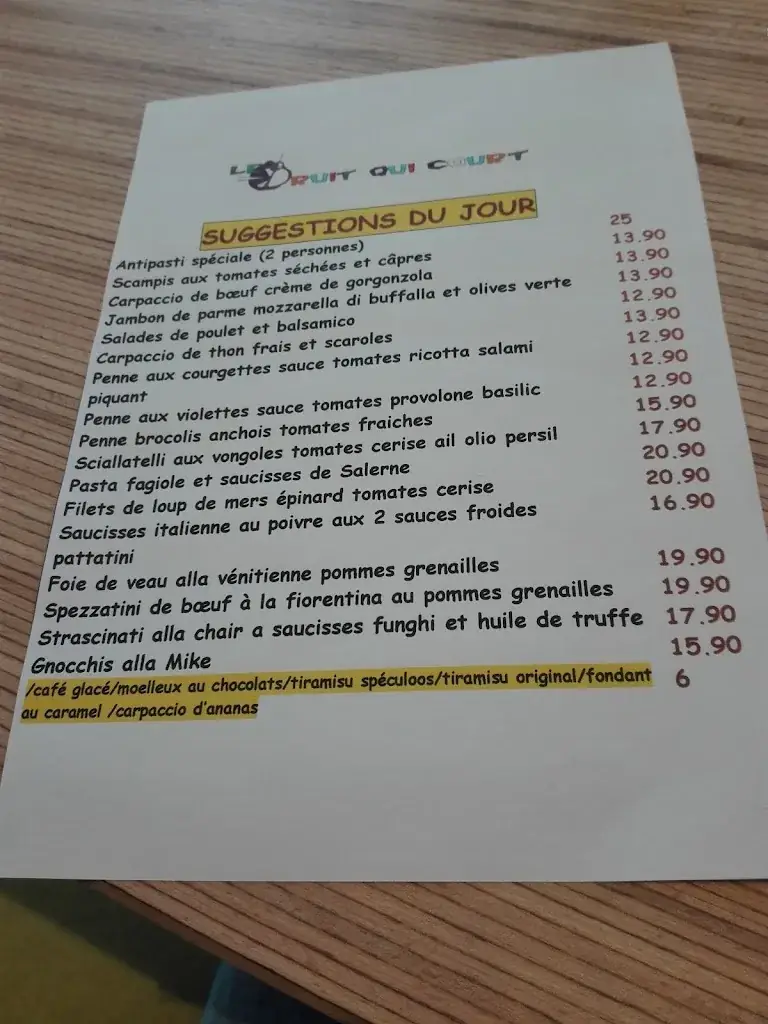 LE FRUIT QUI COURT
SUGGESTIONS DU JOUR
Antipasti spéciale (2 personnes) 25
Scampis aux tomates séchées et câpres 13.90
Carpaccio de bœuf crème de gorgonzola 13.90
Jambon de parme mozzarella di buffalla et olives verte 13.90
Salades de poulet et balsamico 12.90
Carpaccio de thon frais et scaroles 13.90
Penne aux courgettes sauce tomates ricotta salami 12.90
piquant
Penne aux violettes sauce tomates provolone basilic 12.90
Penne brocolis anchois tomates fraiches 12.90
Sciallatelli aux vongoles tomates cerise ail olio persil 15.90
Pasta fagiole et saucisses de Salerne 17.90
Filets de loup de mers épinard tomates cerise 20.90
Saucisses italienne au poivre aux 2 sauces froides 20.90
pattatini 16.90
Foie de veau alla vénitienne pommes grenailles 19.90
Spezzatini de bœuf à la fiorentina au pommes grenailles 19.90
Strascinati alla chair a saucisses funghi et huile de truffe 17.90
Gnocchis alla Mike 15.90
/café glacé/moelleux au chocolats/tiramisu spéculoos/tiramisu original/fondant 6
au caramel /carpaccio d'ananas